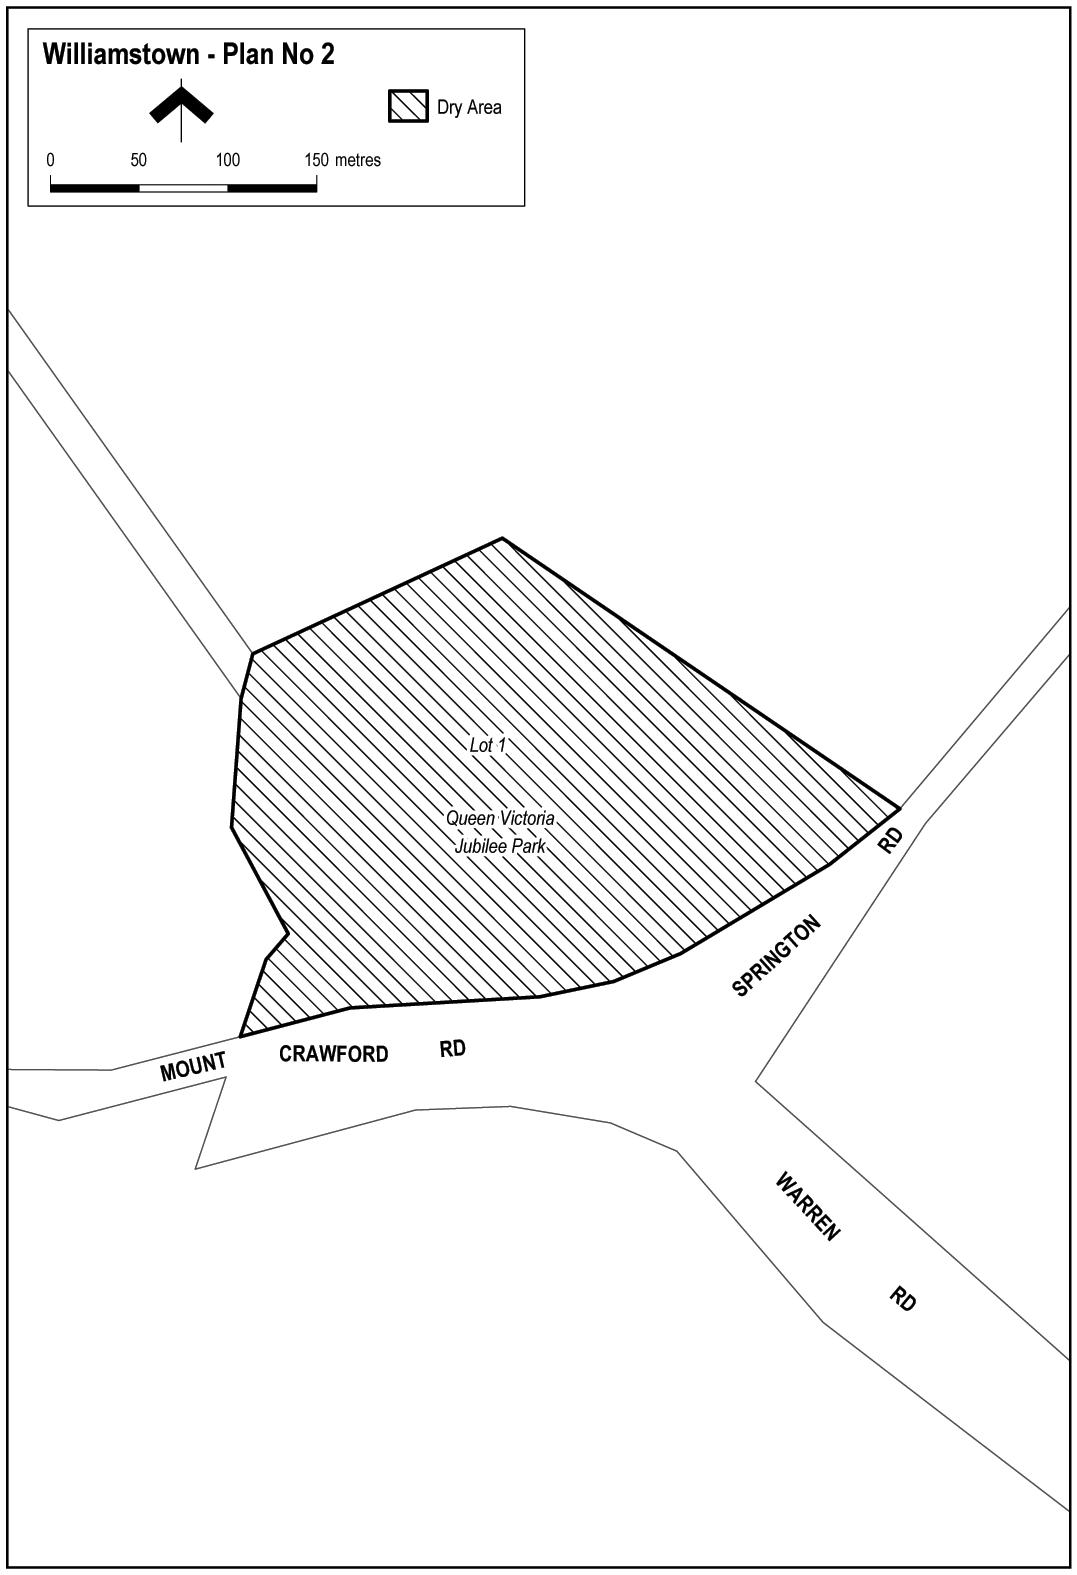 Williamstown - Plan No 2
Dry Area
0 50 100 150 metres
Lot 1
Queen Victoria
Jubilee Park
SPRINGTON RD
MOUNT CRAWFORD RD
WARREN RD